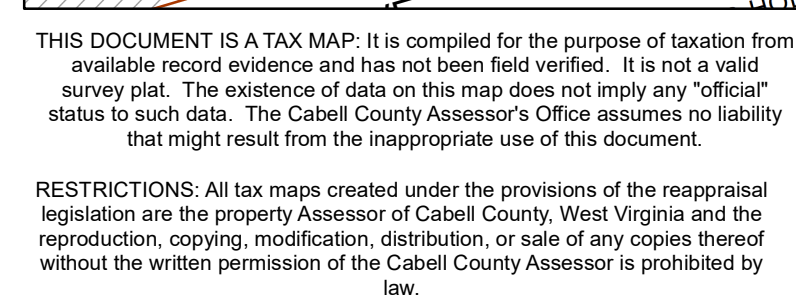 THIS DOCUMENT IS A TAX MAP: It is compiled for the purpose of taxation from
available record evidence and has not been field verified.  It is not a valid
survey plat.  The existence of data on this map does not imply any "official"
status to such data.  The Cabell County Assessor's Office assumes no liability
that might result from the inappropriate use of this document.
RESTRICTIONS: All tax maps created under the provisions of the reappraisal
legislation are the property Assessor of Cabell County, West Virginia and the
reproduction, copying, modification, distribution, or sale of any copies thereof
without the written permission of the Cabell County Assessor is prohibited by
law.